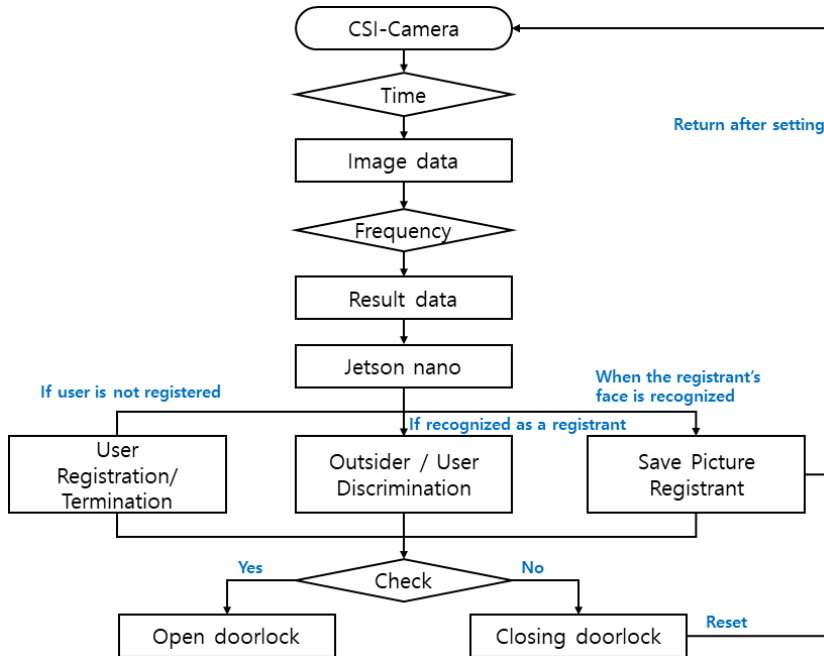 CSI-Camera
Time
Return after setting
Image data
Frequency
Result data
Jetson nano
If user is not registered
When the registrant's
face is recognized
If recognized as a registrant
User
Registration/
Termination
Outsider / User
Discrimination
Save Picture
Registrant
Yes
Check
No
Open doorlock
Closing doorlock
Reset